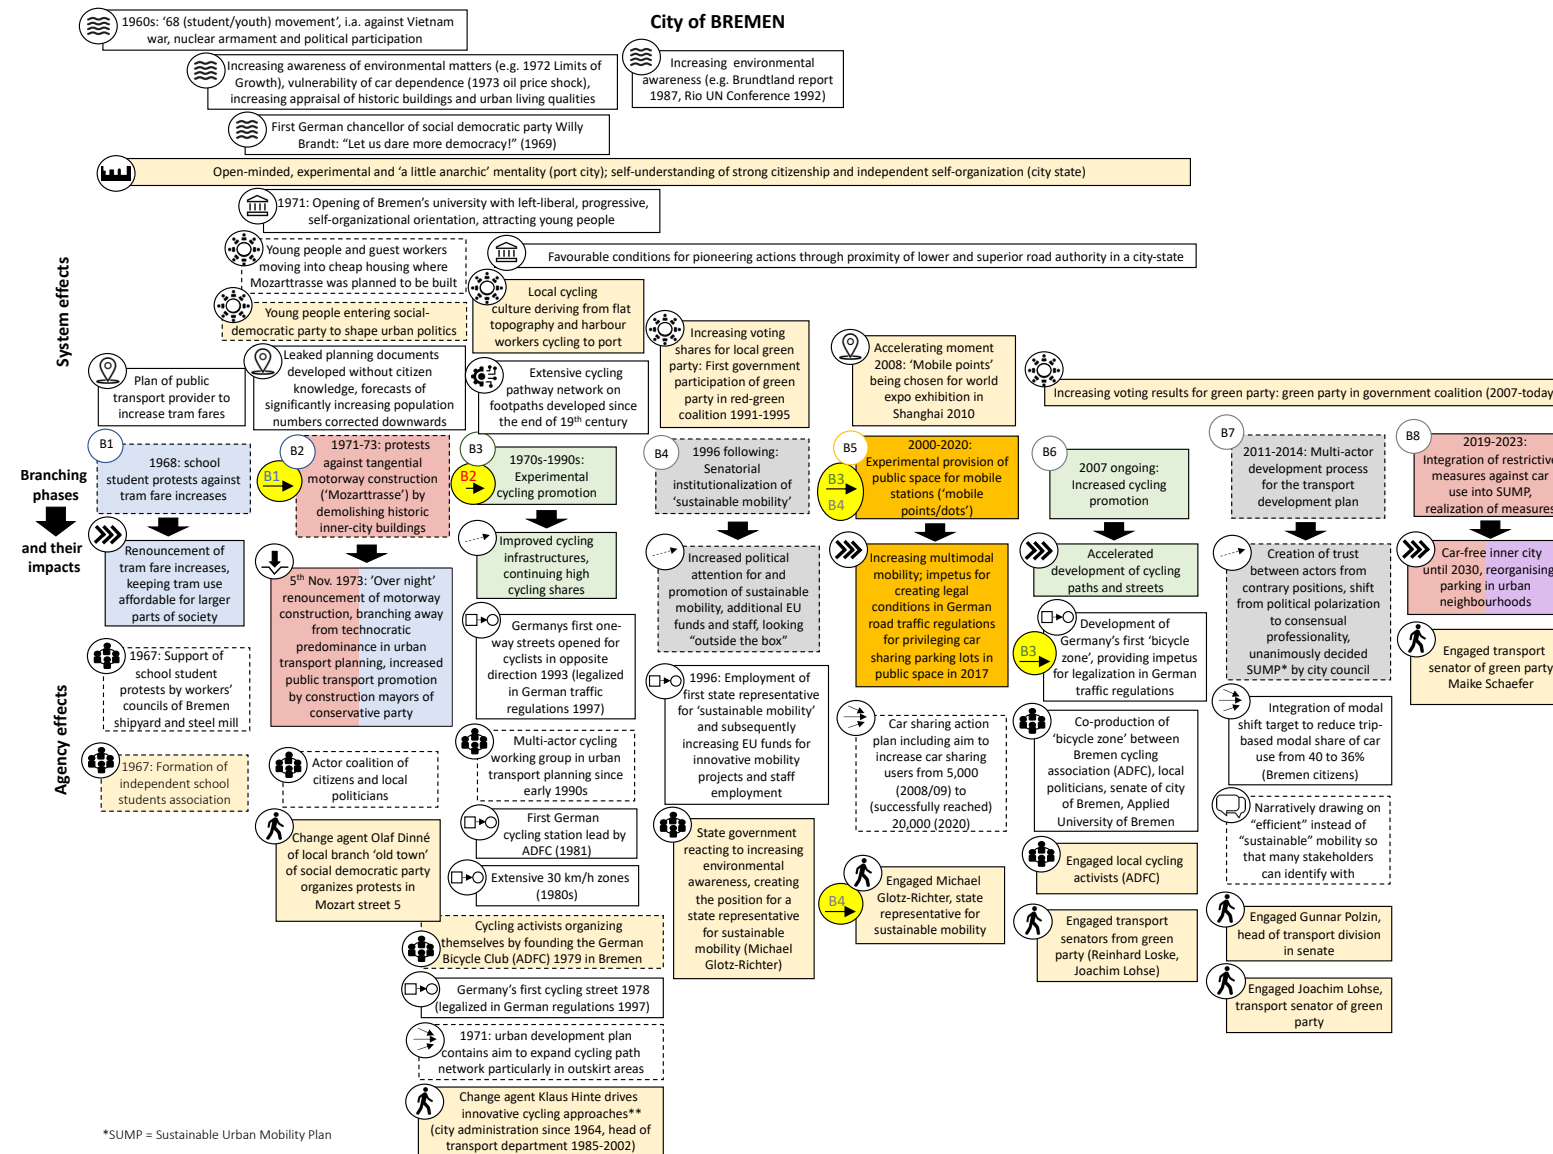 City of BREMEN
1960s: ‘68 (student/youth) movement’, i.a. against Vietnam
war, nuclear armament and political participation
Increasing awareness of environmental matters (e.g. 1972 Limits of
Growth), vulnerability of car dependence (1973 oil price shock),
increasing appraisal of historic buildings and urban living qualities
Increasing environmental
awareness (e.g. Brundtland report
1987, Rio UN Conference 1992)
First German chancellor of social democratic party Willy
Brandt: “Let us dare more democracy!” (1969)
Open-minded, experimental and ‘a little anarchic’ mentality (port city); self-understanding of strong citizenship and independent self-organization (city state)
1971: Opening of Bremen’s university with left-liberal, progressive,
self-organizational orientation, attracting young people
Young people and guest workers
moving into cheap housing where
Mozarttrasse was planned to be built
Favourable conditions for pioneering actions through proximity of lower and superior road authority in a city-state
Young people entering social-
democratic party to shape urban politics
Local cycling
culture deriving from flat
topography and harbour
workers cycling to port
Increasing voting
shares for local green
party: First government
participation of green
party in red-green
coalition 1991-1995
Accelerating moment
2008: ‘Mobile points’
being chosen for world
expo exhibition in
Shanghai 2010
Increasing voting results for green party: green party in government coalition (2007-today
Plan of public
transport provider to
increase tram fares
Leaked planning documents
developed without citizen
knowledge, forecasts of
significantly increasing population
numbers corrected downwards
Extensive cycling
pathway network on
footpaths developed since
the end of 19th century
System effects
Branching
phases
and their
impacts
Agency effects
B1
1968: school
student protests against
tram fare increases
B2
B1
1971-73: protests
against tangential
motorway construction
(‘Mozarttrasse’) by
demolishing historic
inner-city buildings
B3
B2
1970s-1990s:
Experimental
cycling promotion
B4
1996 following:
Senatorial
institutionalization of
‘sustainable mobility’
B5
B3
B4
2000-2020:
Experimental provision of
public space for mobile
stations (‘mobile
points/dots’)
B6
2007 ongoing:
Increased cycling
promotion
B7
2011-2014: Multi-actor
development process
for the transport
development plan
B8
2019-2023:
Integration of restrictive
measures against car
use into SUMP,
realization of measures
Renouncement of
tram fare increases,
keeping tram use
affordable for larger
parts of society
5th Nov. 1973: ‘Over night’
renouncement of motorway
construction, branching away
from technocratic
predominance in urban
transport planning, increased
public transport promotion
by construction mayors of
conservative party
Improved cycling
infrastructures,
continuing high
cycling shares
Increased political
attention for and
promotion of sustainable
mobility, additional EU
funds and staff, looking
“outside the box”
Increasing multimodal
mobility; impetus for
creating legal
conditions in German
road traffic regulations
for privileging car
sharing parking lots in
public space in 2017
Accelerated
development of cycling
paths and streets
Creation of trust
between actors from
contrary positions, shift
from political polarization
to consensual
professionality,
unanimously decided
SUMP* by city council
Car-free inner city
until 2030, reorganising
parking in urban
neighbourhoods
1967: Support of
school student
protests by workers’
councils of Bremen
shipyard and steel mill
1967: Formation of
independent school
students association
Actor coalition of
citizens and local
politicians
Change agent Olaf Dinné
of local branch ‘old town’
of social democratic party
organizes protests in
Mozart street 5
Germanys first one-
way streets opened for
cyclists in opposite
direction 1993 (legalized
in German traffic
regulations 1997)
Multi-actor cycling
working group in urban
transport planning since
early 1990s
First German
cycling station lead by
ADFC (1981)
Extensive 30 km/h zones
(1980s)
Cycling activists organizing
themselves by founding the German
Bicycle Club (ADFC) 1979 in Bremen
Germany’s first cycling street 1978
(legalized in German regulations 1997)
1971: urban development plan
contains aim to expand cycling path
network particularly in outskirt areas
Change agent Klaus Hinte drives
innovative cycling approaches**
(city administration since 1964, head of
transport department 1985-2002)
1996: Employment of
first state representative
for ‘sustainable mobility’
and subsequently
increasing EU funds for
innovative mobility
projects and staff
employment
State government
reacting to increasing
environmental
awareness, creating
the position for a
state representative
for sustainable
mobility (Michael
Glotz-Richter)
Car sharing action
plan including aim to
increase car sharing
users from 5,000
(2008/09) to
(successfully reached)
20,000 (2020)
B4
Engaged Michael
Glotz-Richter, state
representative for
sustainable mobility
B3
Development of
Germany’s first ‘bicycle
zone’, providing impetus
for legalization in German
traffic regulations
Co-production of
‘bicycle zone’ between
Bremen cycling
association (ADFC), local
politicians, senate of city
of Bremen, Applied
University of Bremen
Engaged local cycling
activists (ADFC)
Engaged transport
senators from green
party (Reinhard Loske,
Joachim Lohse)
Integration of modal
shift target to reduce trip-
based modal share of car
use from 40 to 36%
(Bremen citizens)
Narratively drawing on
“efficient” instead of
“sustainable” mobility so
that many stakeholders
can identify with
Engaged Gunnar Polzin,
head of transport division
in senate
Engaged Joachim Lohse,
transport senator of green
party
Engaged transport
senator of green party
Maike Schaefer
*SUMP = Sustainable Urban Mobility Plan